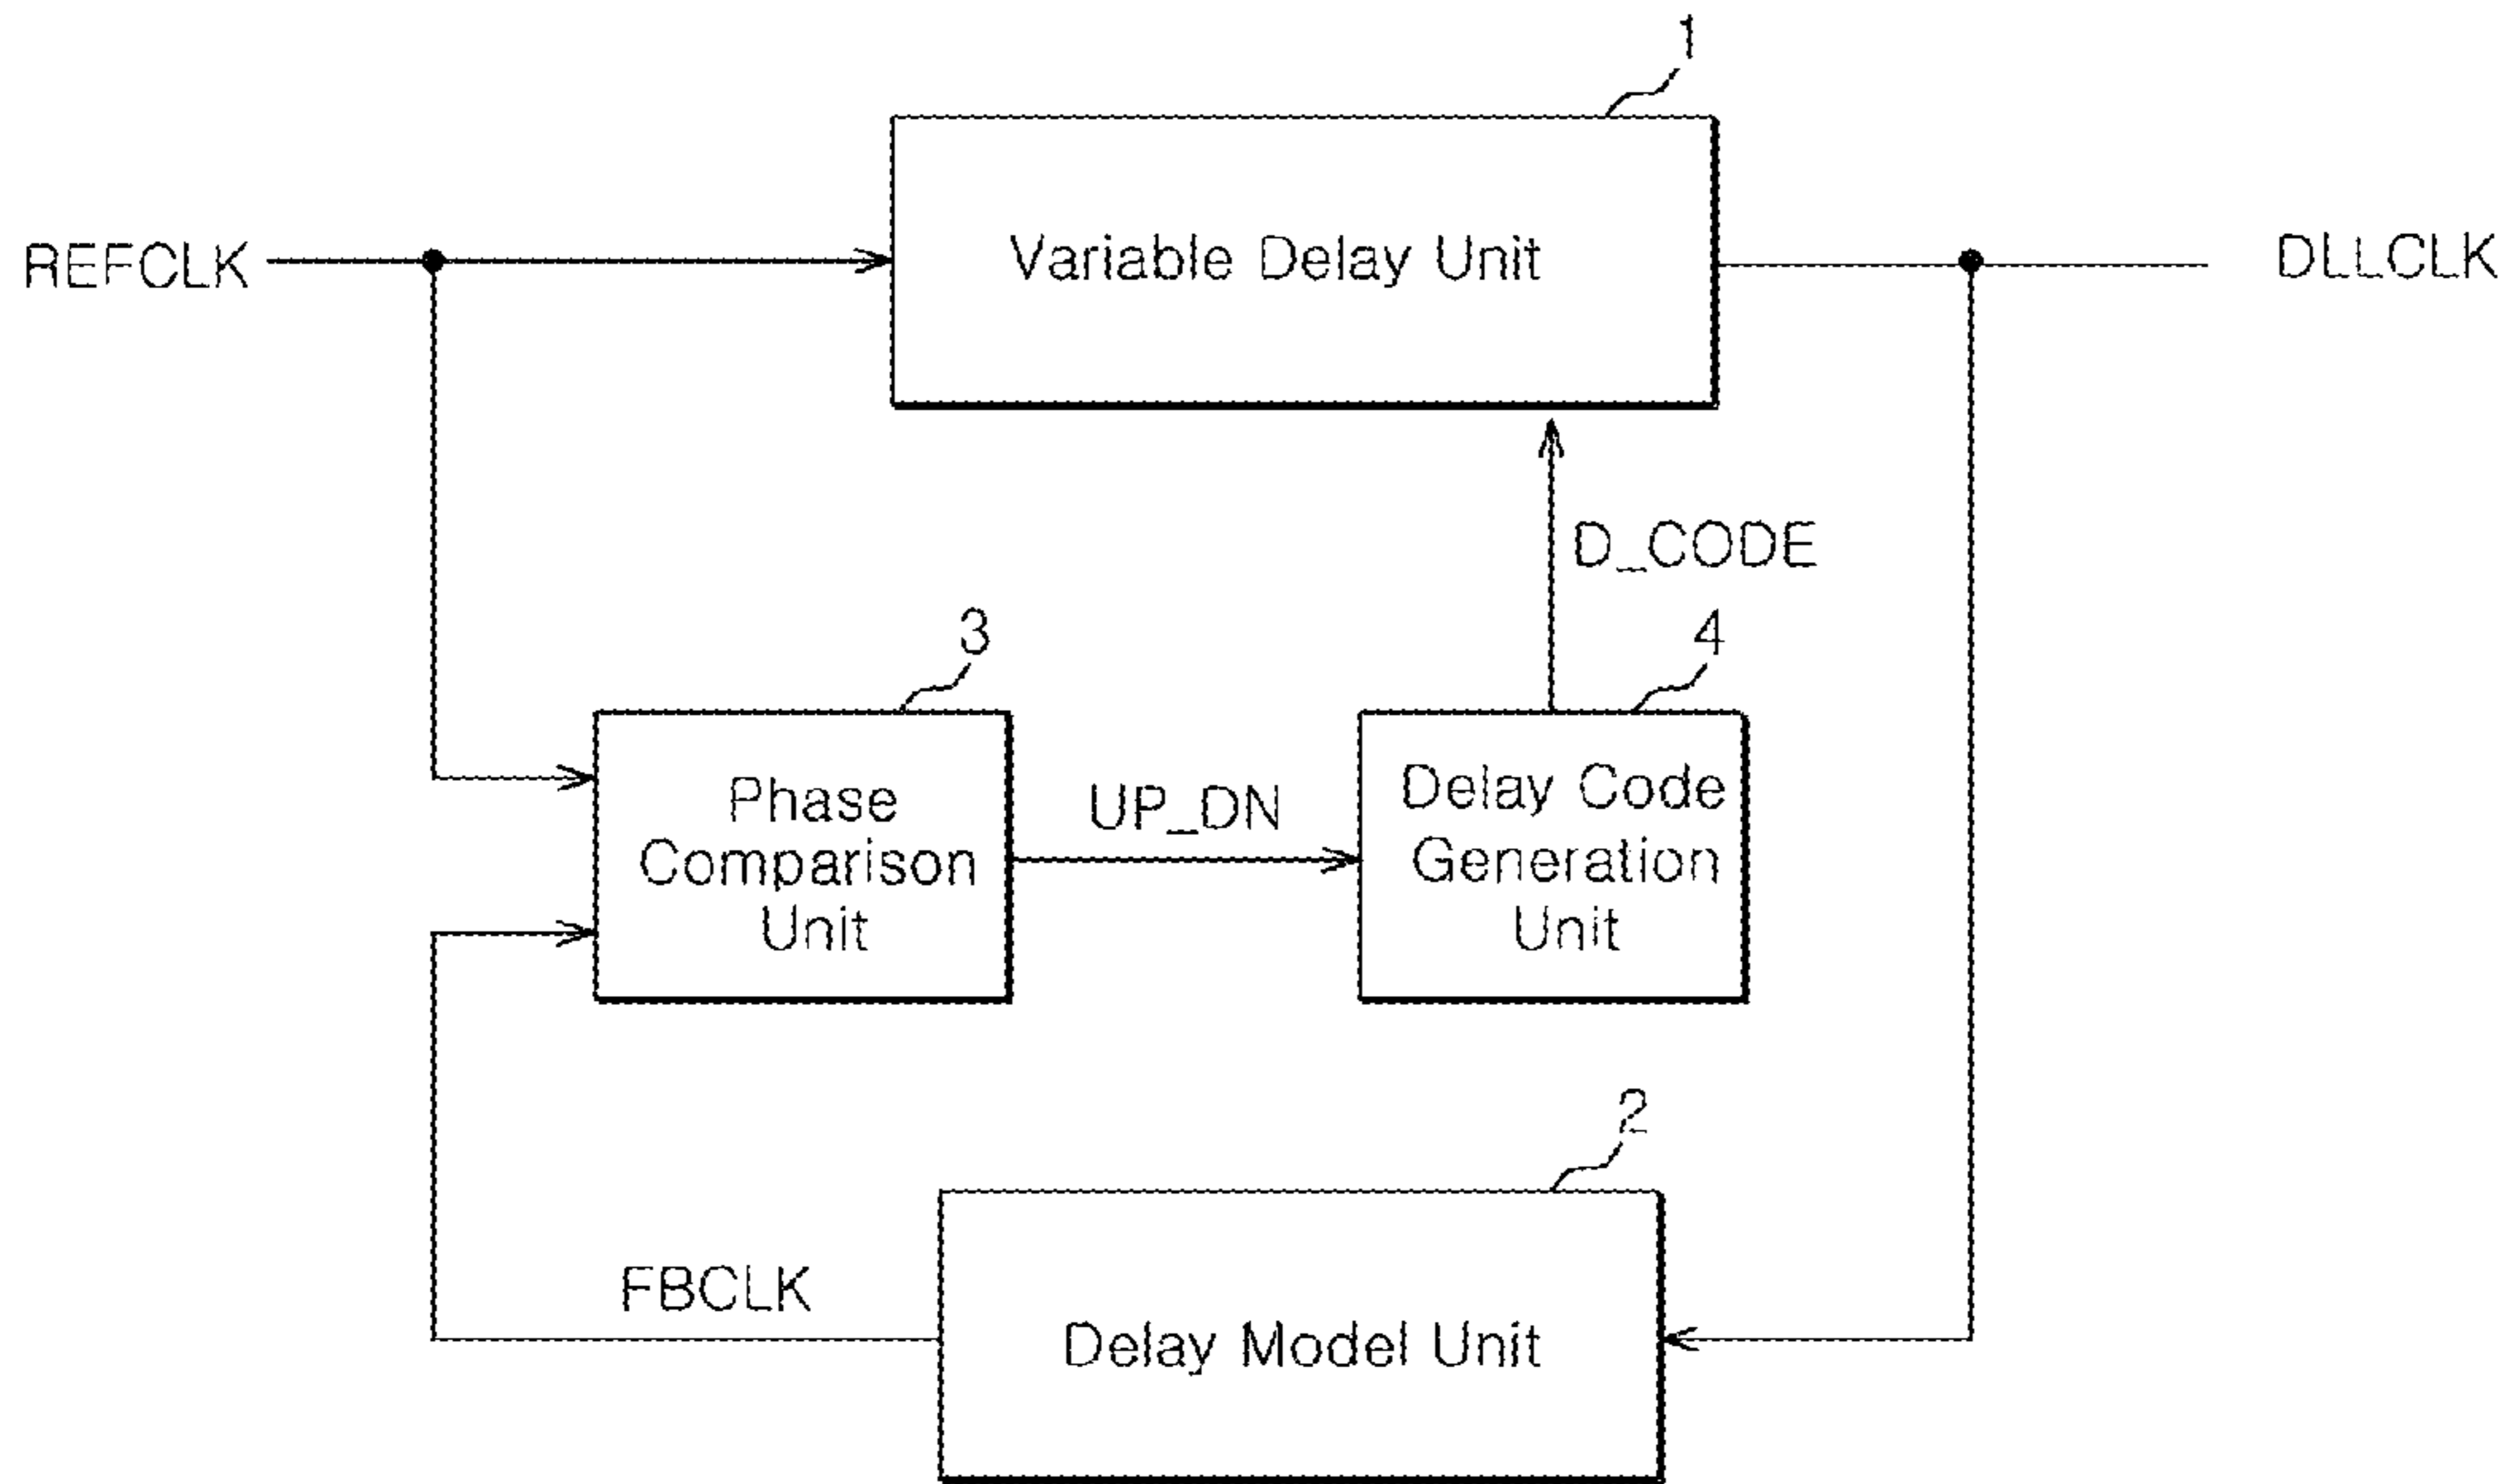 1
REFCLK
Variable Delay Unit
DLLCLK
D_CODE
3
4
Phase
Comparison
Unit
UP_DN
Delay Code
Generation
Unit
2
FBCLK
Delay Model Unit